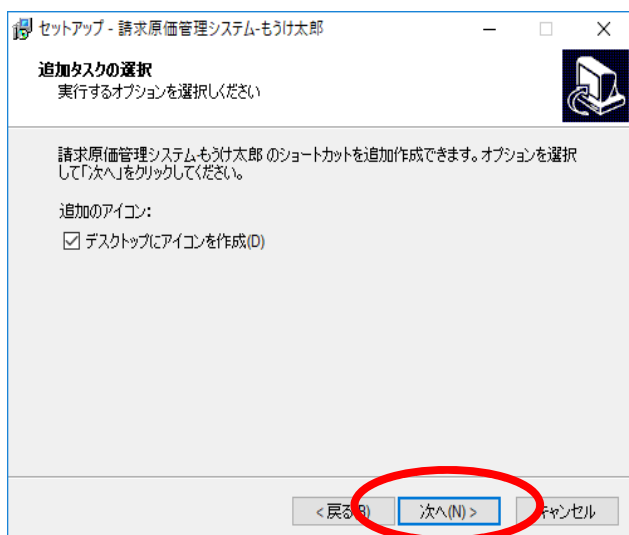 セットアップ - 請求原価管理システム-もうけ太郎
追加タスクの選択
実行するオプションを選択しください
請求原価管理システム-もうけ太郎 のショートカットを追加作成できます。オプションを選択
して「次へ」をクリックしてください。
追加のアイコン:
デスクトップにアイコンを作成(D)
< 戻る(B) 次へ(N) > キャンセル